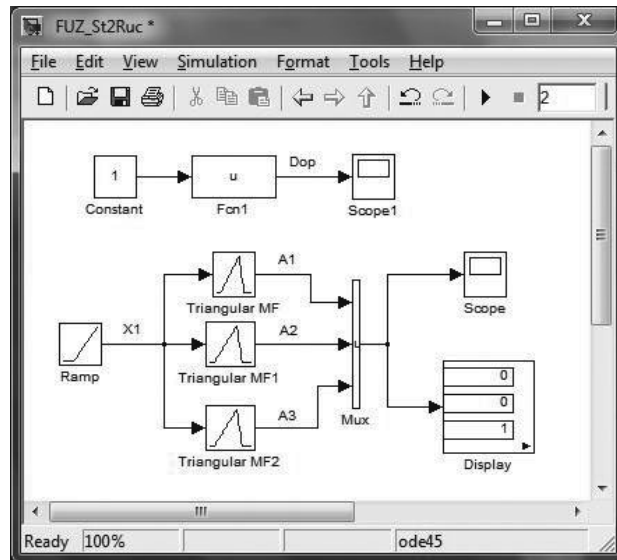 FUZ_St2Ruc *
File Edit View Simulation Format Tools Help
2
1
Constant
u
Fcn1
Dop
Scope1
X1
Ramp
A1
Triangular MF
A2
Triangular MF1
A3
Triangular MF2
Mux
Scope
0
0
1
Display
Ready 100% ode45